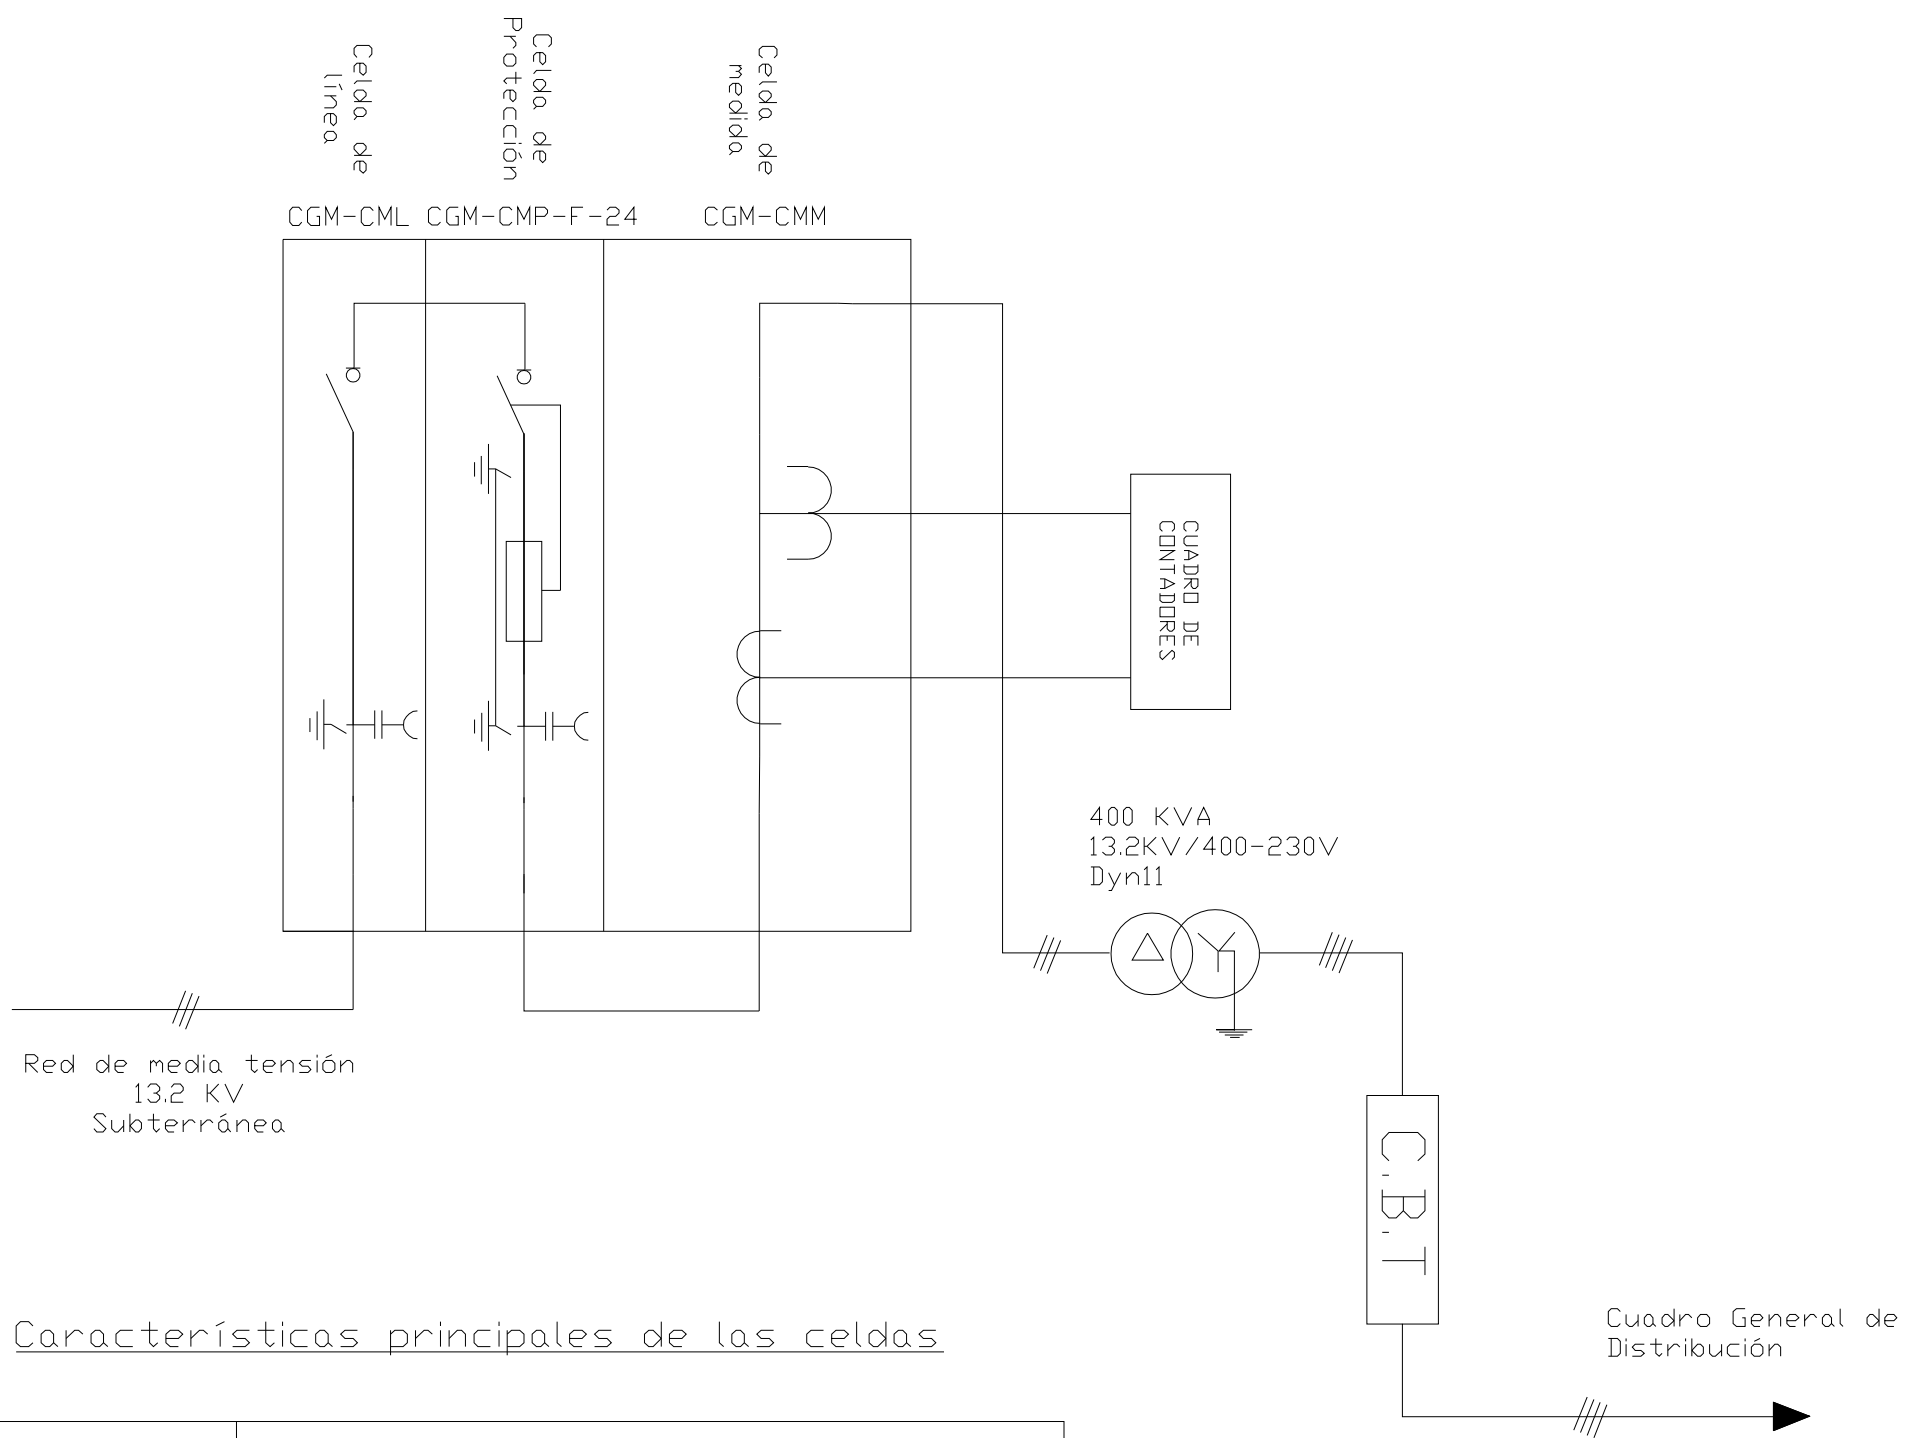 Celda de
línea
Celda de
Protección
Celda de
medida
CGM-CML
CGM-CMP-F-24
CGM-CMM
CUADRO DE
CONTADORES
400 KVA
13.2KV/400-230V
Dyn11
Red de media tensión
13.2 KV
Subterránea
C.B.T
Cuadro General de
Distribución
Características principales de las celdas